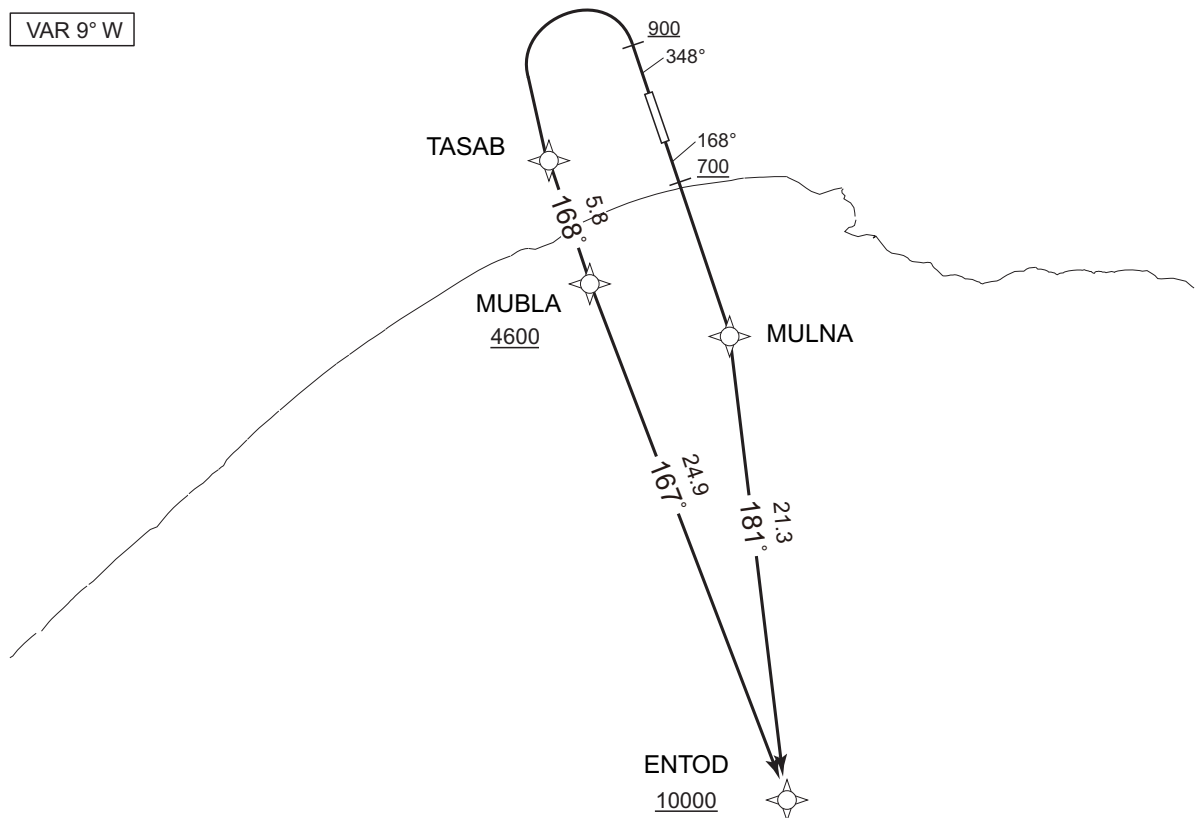 VAR 9° W
900
348°
TASAB
168°
700
5.8
168°
MUBLA
4600
MULNA
24.9
167°
21.3
181°
ENTOD
10000